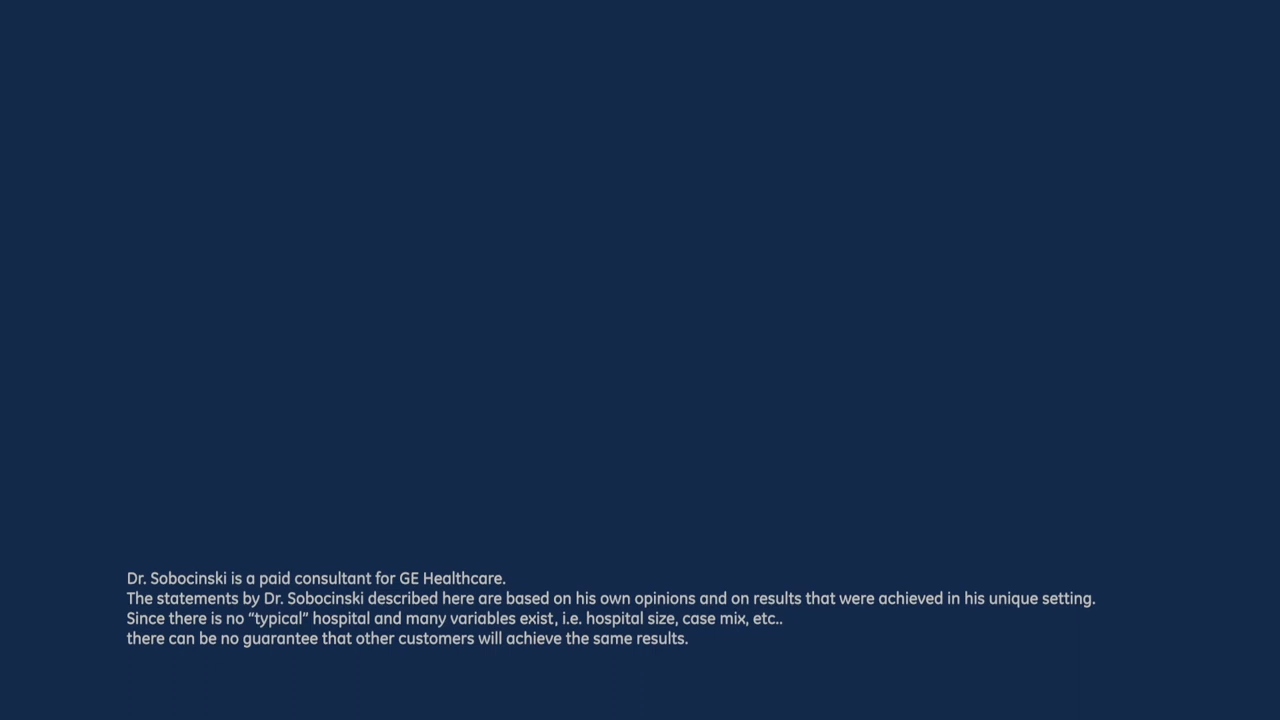 Dr. Sobocinski is a paid consultant for GE Healthcare.
The statements by Dr. Sobocinski described here are based on his own opinions and on results that were achieved in his unique setting.
Since there is no “typical” hospital and many variables exist, i.e. hospital size, case mix, etc..
there can be no guarantee that other customers will achieve the same results.